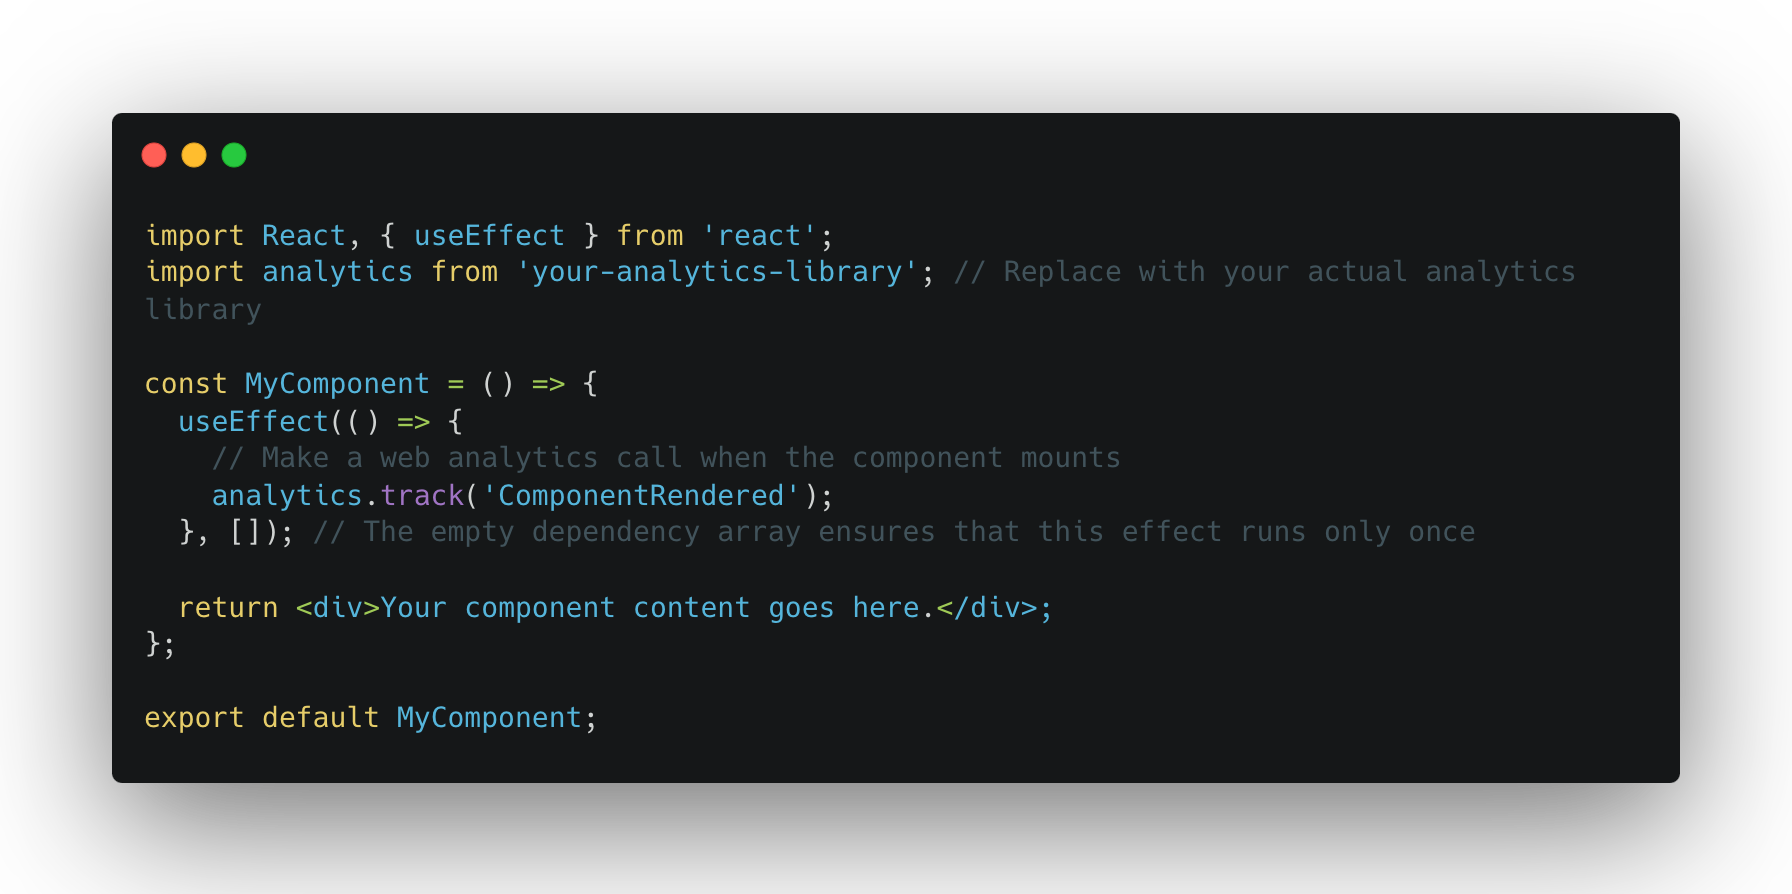 import React, { useEffect } from 'react';
import analytics from 'your-analytics-library'; // Replace with your actual analytics
library
const MyComponent = () => {
  useEffect(() => {
    // Make a web analytics call when the component mounts
    analytics.track('ComponentRendered');
  }, []); // The empty dependency array ensures that this effect runs only once
  return <div>Your component content goes here.</div>;
};
export default MyComponent;